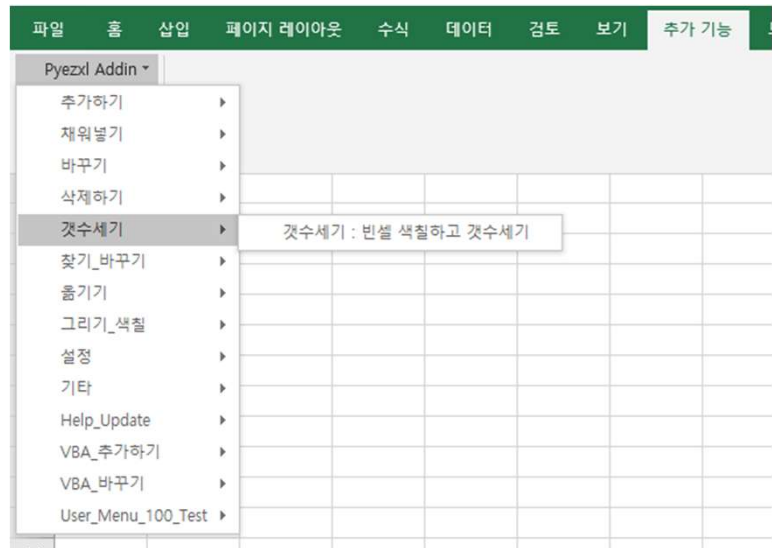 파일 홈 삽입 페이지 레이아웃 수식 데이터 검토 보기 추가 기능
Pyezxl Addin
추가하기
채워넣기
바꾸기
삭제하기
갯수세기 갯수세기 : 빈셀 색칠하고 갯수세기
찾기_바꾸기
옮기기
그리기_색칠
설정
기타
Help_Update
VBA_추가하기
VBA_바꾸기
User_Menu_100_Test